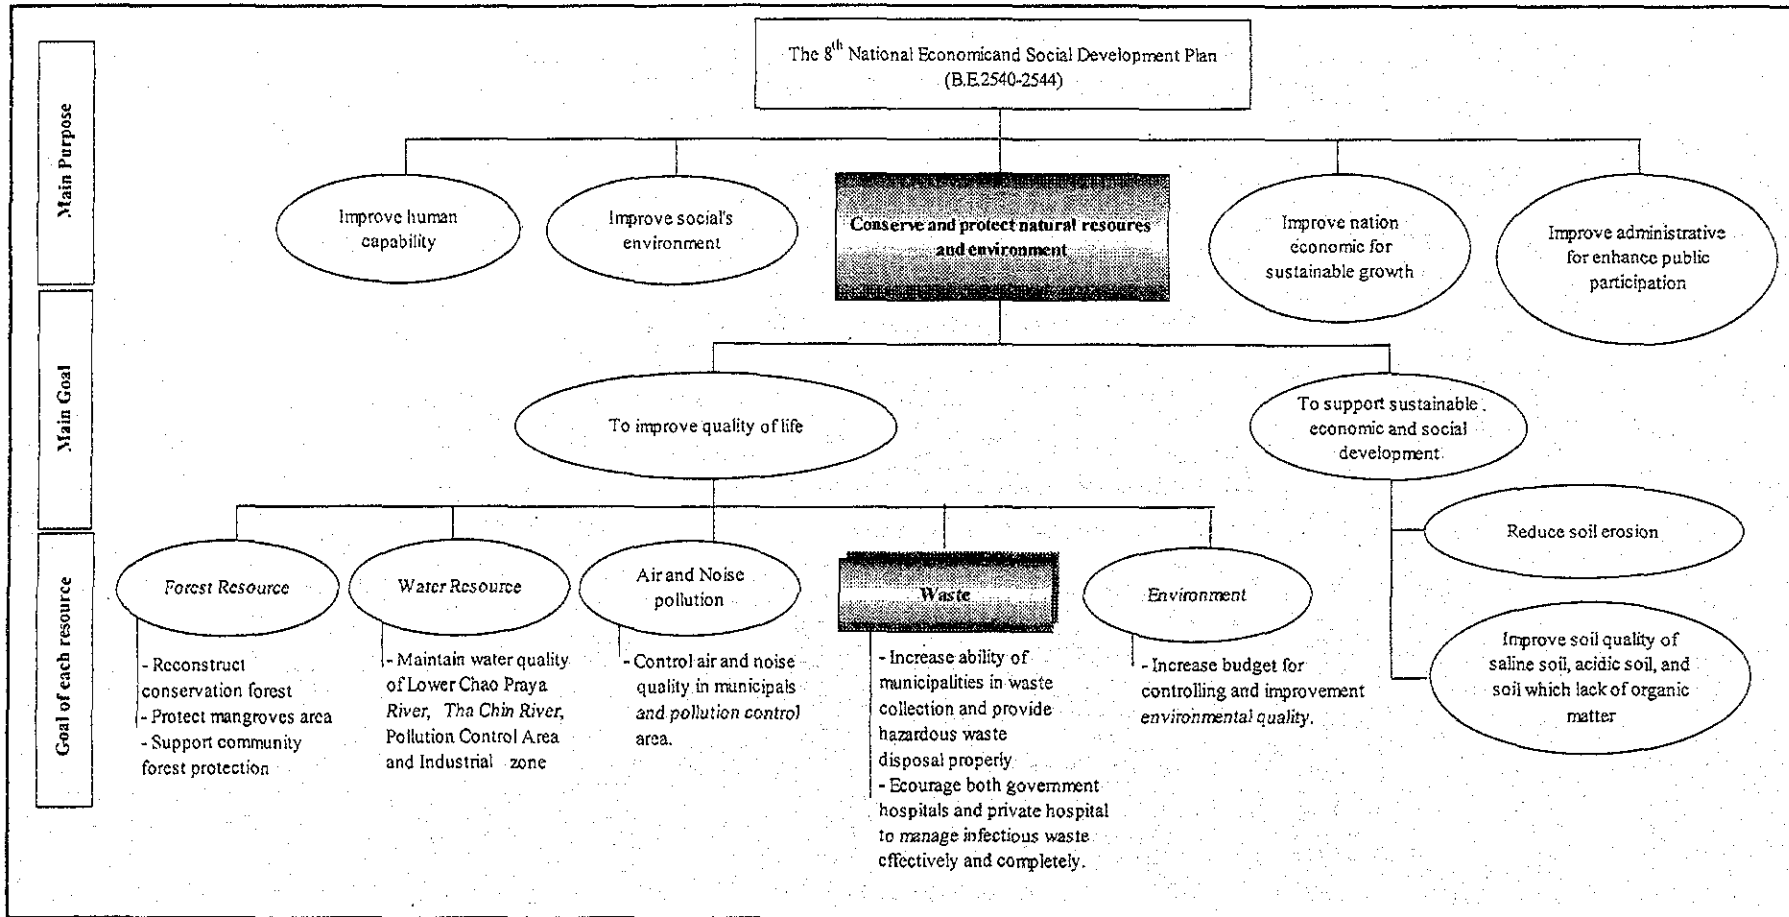 The 8th National Economicand Social Development Plan
(B.E.2540-2544)
Main Purpose
Improve human
capability
Improve social's
environment
Conserve and protect natural resoures
and environment
Improve nation
economic for
sustainable growth
Improve administrative
for enhance public
participation
Main Goal
To improve quality of life
To support sustainable
economic and social
development
Goal of each resource
Forest Resource
- Reconstruct
conservation forest
- Protect mangroves area
- Support community
forest protection
Water Resource
- Maintain water quality
of Lower Chao Praya
River, Tha Chin River,
Pollution Control Area
and Industrial zone
Air and Noise
pollution
- Control air and noise
quality in municipals
and pollution control
area.
Waste
- Increase ability of
municipalities in waste
collection and provide
hazardous waste
disposal properly
- Ecourage both government
hospitals and private hospital
to manage infectious waste
effectively and completely.
Environment
- Increase budget for
controlling and improvement
environmental quality.
Reduce soil erosion
Improve soil quality of
saline soil, acidic soil, and
soil which lack of organic
matter